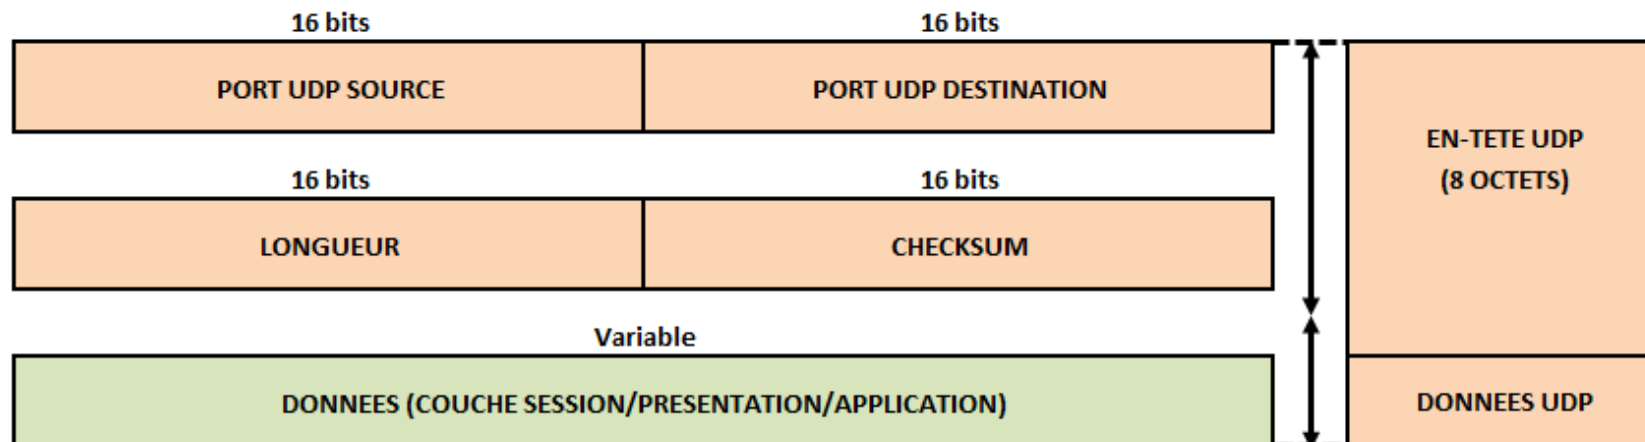 16 bits
16 bits
PORT UDP SOURCE
PORT UDP DESTINATION
EN-TETE UDP
(8 OCTETS)
16 bits
16 bits
LONGUEUR
CHECKSUM
Variable
DONNEES (COUCHE SESSION/PRESENTATION/APPLICATION)
DONNEES UDP